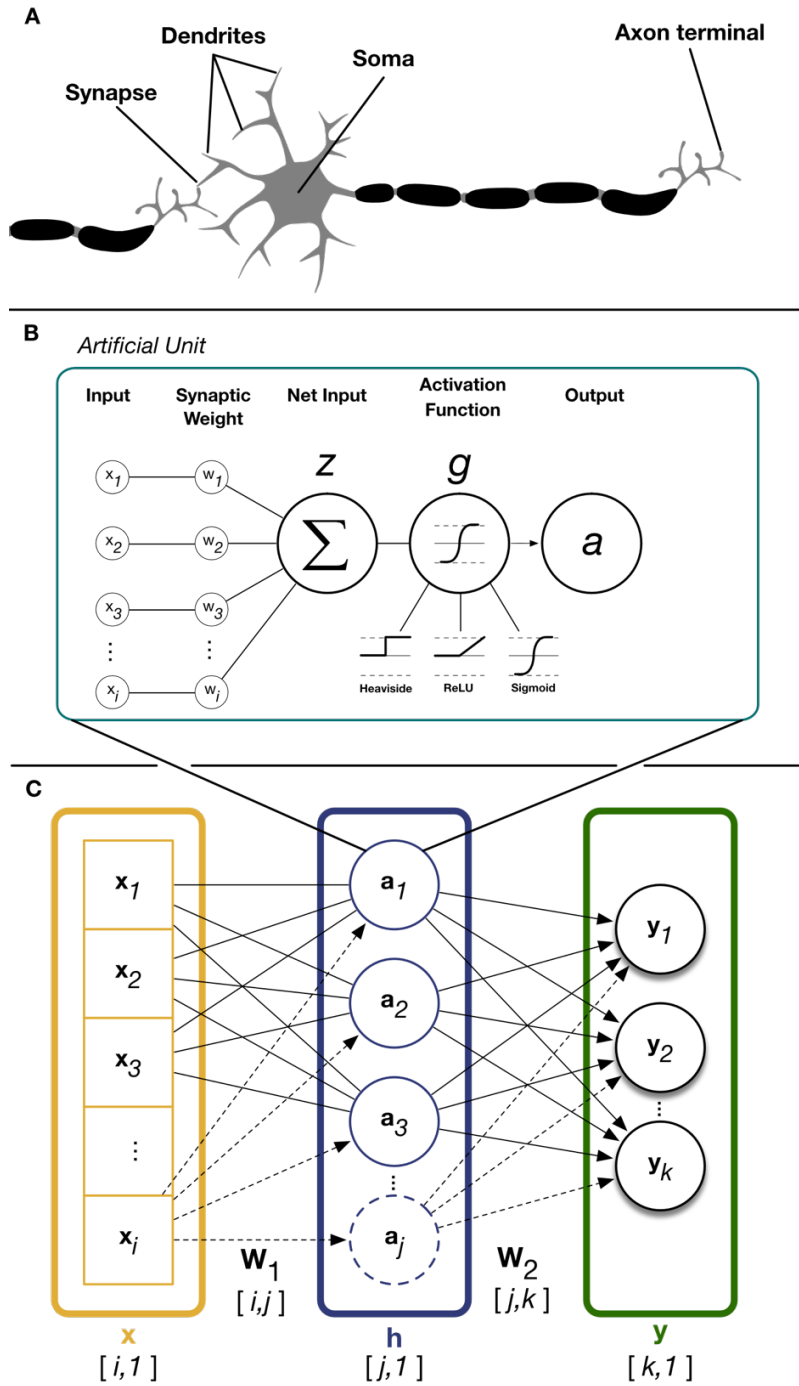 A
Dendrites
Soma
Axon terminal
Synapse
B
Artificial Unit
Input
Synaptic
Weight
Net Input
Activation
Function
Output
z
g
x1
w1
x2
w2
∑
a
x3
w3
⋮
⋮
xi
wi
Heaviside
ReLU
Sigmoid
C
x1
a1
y1
x2
a2
y2
x3
a3
⋮
yk
⋮
⋮
xi
aj
W1
[i,j]
W2
[j,k]
x
[i,1]
h
[j,1]
y
[k,1]